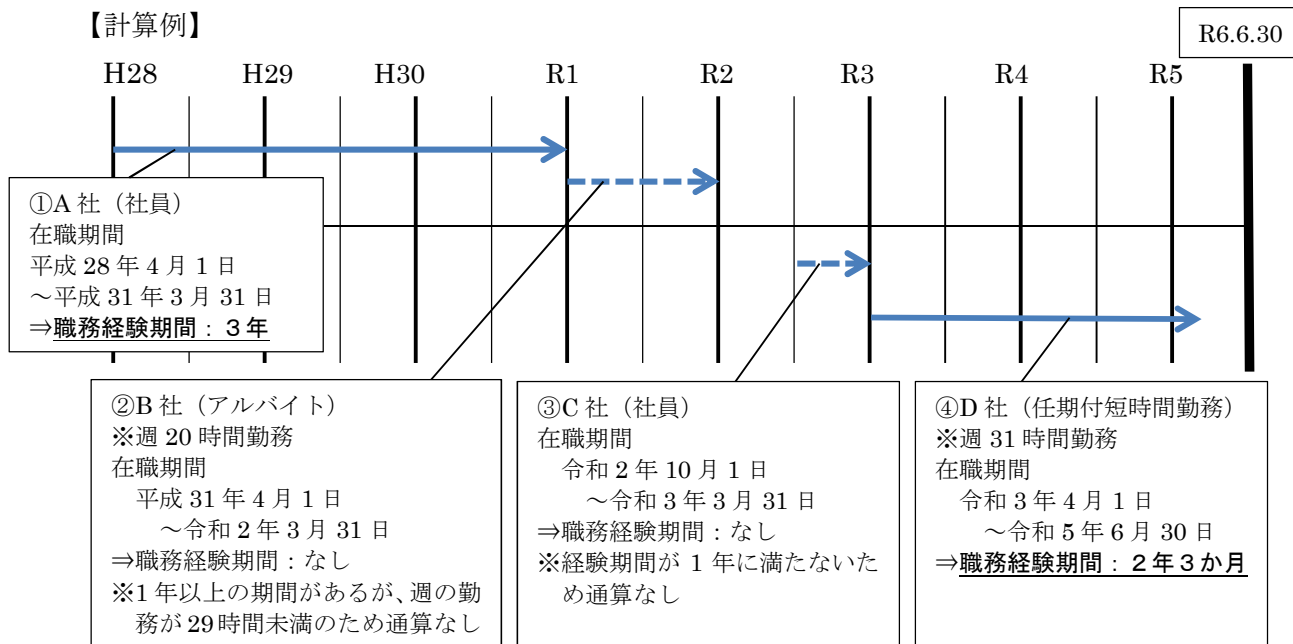 【計算例】
R6.6.30
H28 H29 H30 R1 R2 R3 R4 R5
①A 社（社員）
在職期間
平成 28 年 4 月 1 日
～平成 31 年 3 月 31 日
⇒職務経験期間：３年
②B 社（アルバイト）
※週 20 時間勤務
在職期間
平成 31 年 4 月 1 日
～令和 2 年 3 月 31 日
⇒職務経験期間：なし
※1 年以上の期間があるが、週の勤
務が 29 時間未満のため通算なし
③C 社（社員）
在職期間
令和 2 年 10 月 1 日
～令和 3 年 3 月 31 日
⇒職務経験期間：なし
※経験期間が 1 年に満たないた
め通算なし
④D 社（任期付短時間勤務）
※週 31 時間勤務
在職期間
令和 3 年 4 月 1 日
～令和 5 年 6 月 30 日
⇒職務経験期間：２年３か月